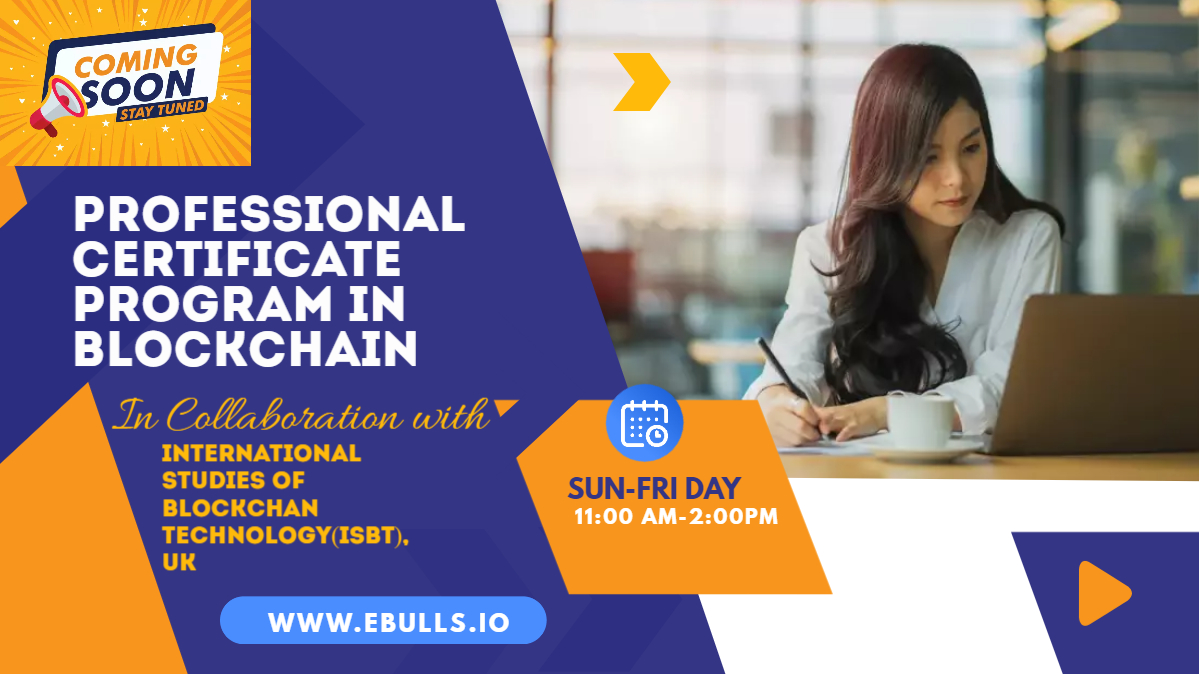 COMING
SOON
STAY TUNED
PROFESSIONAL
CERTIFICATE
PROGRAM IN
BLOCKCHAIN
In Collaboration with
INTERNATIONAL
STUDIES OF
BLOCKCHAN
TECHNOLOGY(ISBT),
UK
SUN-FRI DAY
11:00 AM-2:00PM
WWW.EBULLS.IO